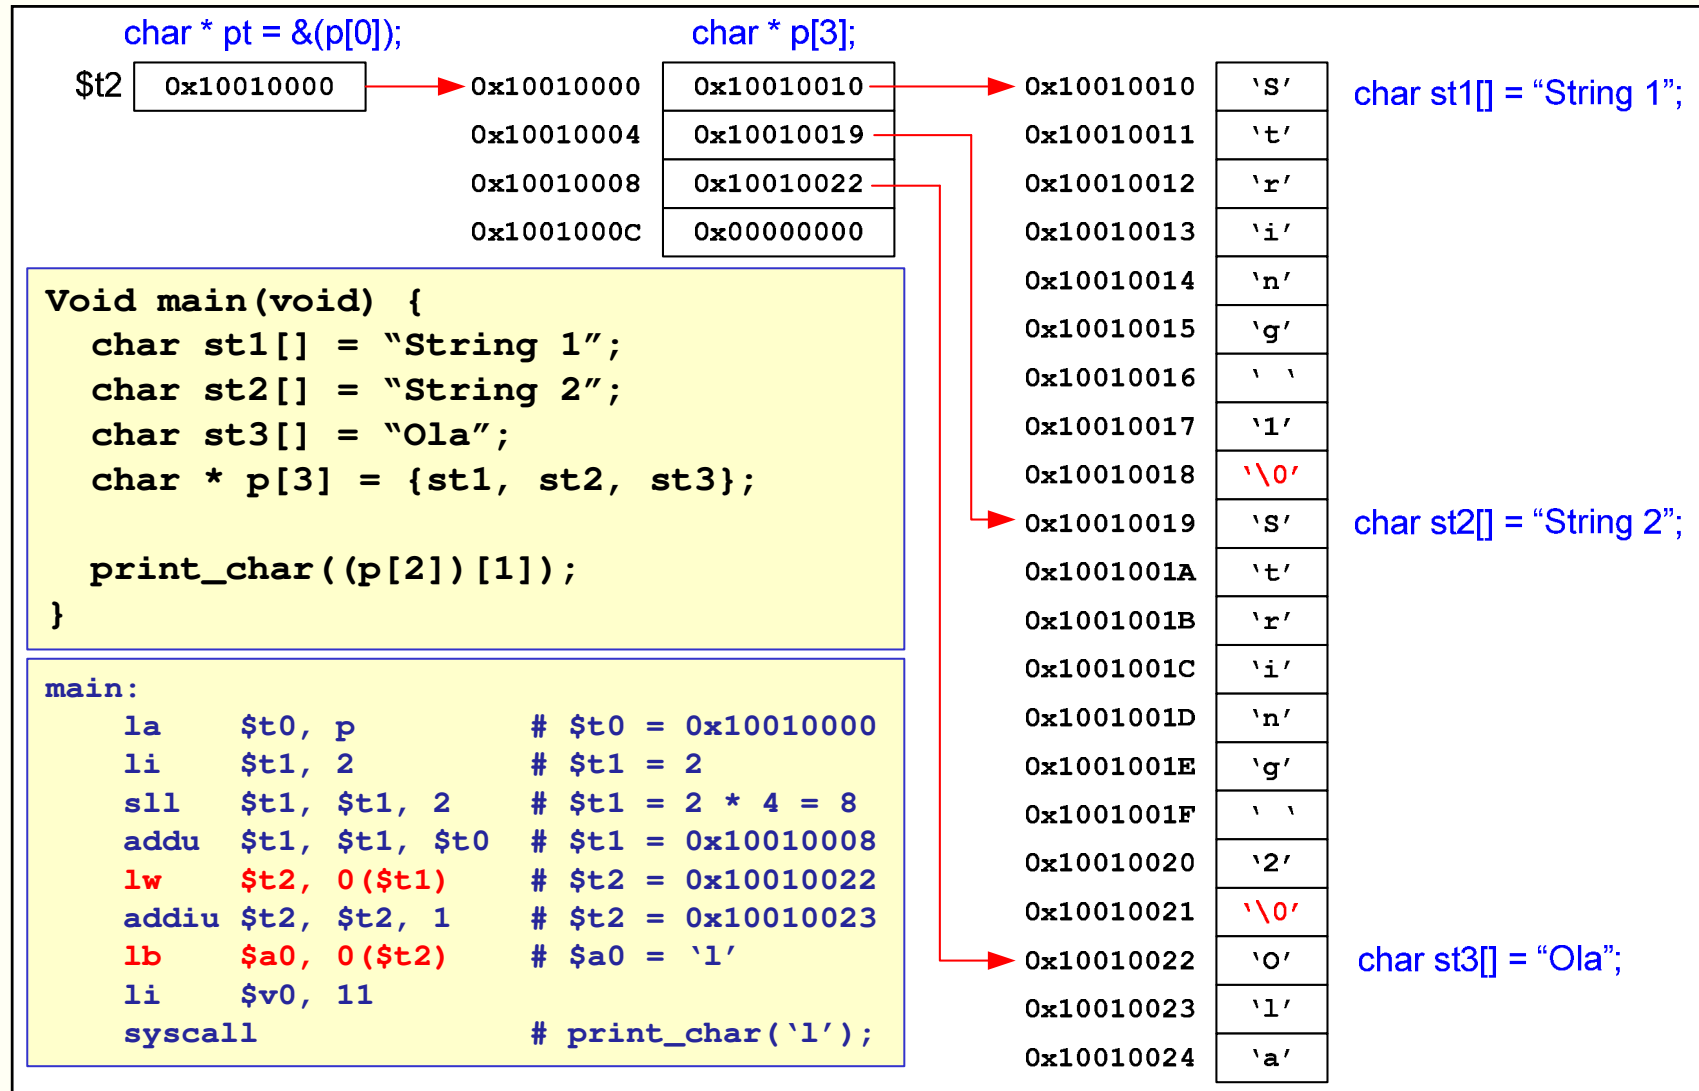 char * pt = &(p[0]);
char * p[3];
$t2 0x10010000 0x10010000 0x10010010 0x10010010 ‘S’ char st1[] = “String 1”;
0x10010004 0x10010019 0x10010011 ‘t’
0x10010008 0x10010022 0x10010012 ‘r’
0x1001000C 0x00000000 0x10010013 ‘i’
0x10010014 ‘n’
0x10010015 ‘g’
0x10010016 ‘ ‘
0x10010017 ‘1’
0x10010018 ‘\0’
0x10010019 ‘S’ char st2[] = “String 2”;
0x1001001A ‘t’
0x1001001B ‘r’
0x1001001C ‘i’
0x1001001D ‘n’
0x1001001E ‘g’
0x1001001F ‘ ‘
0x10010020 ‘2’
0x10010021 ‘\0’
0x10010022 ‘O’ char st3[] = “Ola”;
0x10010023 ‘l’
0x10010024 ‘a’
Void main(void) {
char st1[] = “String 1”;
char st2[] = “String 2”;
char st3[] = “Ola”;
char * p[3] = {st1, st2, st3};
print_char((p[2])[1]);
}
main:
la $t0, p # $t0 = 0x10010000
li $t1, 2 # $t1 = 2
sll $t1, $t1, 2 # $t1 = 2 * 4 = 8
addu $t1, $t1, $t0 # $t1 = 0x10010008
lw $t2, 0($t1) # $t2 = 0x10010022
addiu $t2, $t2, 1 # $t2 = 0x10010023
lb $a0, 0($t2) # $a0 = ‘l’
li $v0, 11
syscall # print_char(‘l’);